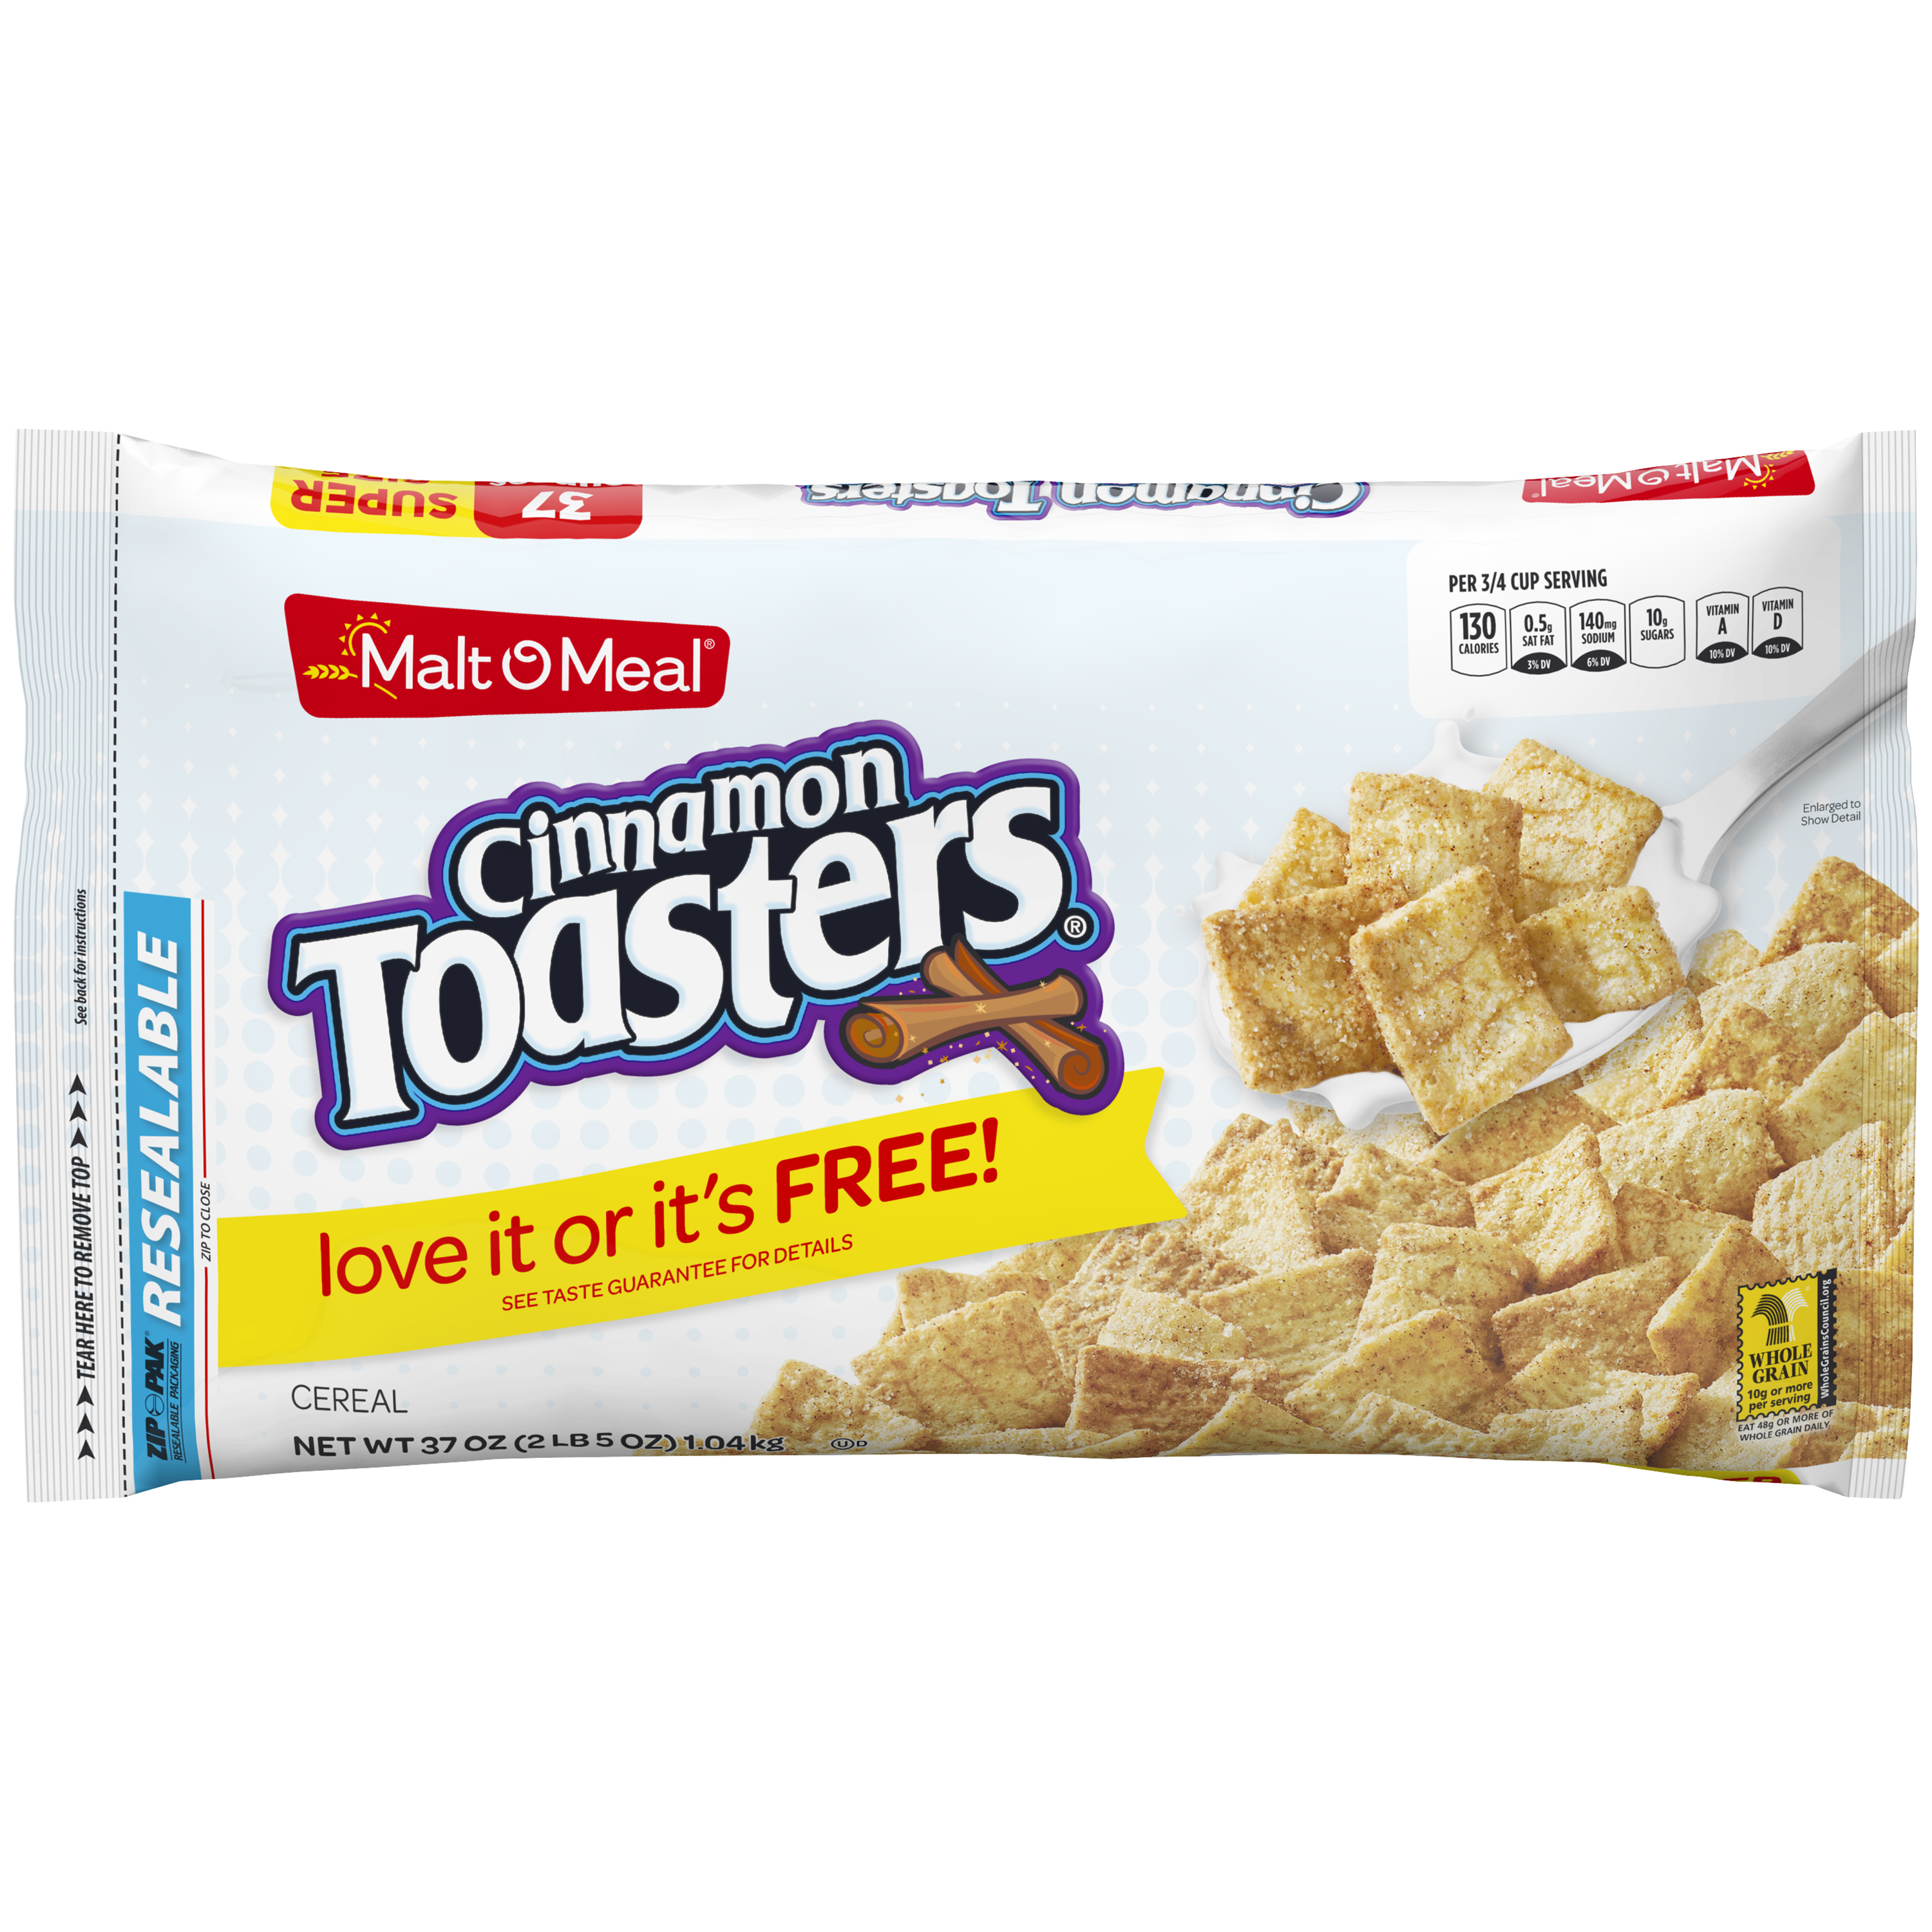 SUPER
37
Cinnamon Toasters
Malt O Meal®
Malt O Meal®
PER 3/4 CUP SERVING
130
CALORIES
0.5g
SAT FAT
3% DV
140mg
SODIUM
6% DV
10g
SUGARS
VITAMIN
A
10% DV
VITAMIN
D
10% DV
Cinnamon
Toasters®
Enlarged to
Show Detail
love it or it's FREE!
SEE TASTE GUARANTEE FOR DETAILS
CEREAL
NET WT 37 OZ (2 LB 5 OZ) 1.04kg
U D
TEAR HERE TO REMOVE TOP
See back for instructions
ZIP PAK®
RESEALABLE PACKAGING
RESEALABLE
ZIP TO CLOSE
WHOLE
GRAIN
10g or more
per serving
WholeGrainsCouncil.org
EAT 48g OR MORE OF
WHOLE GRAIN DAILY